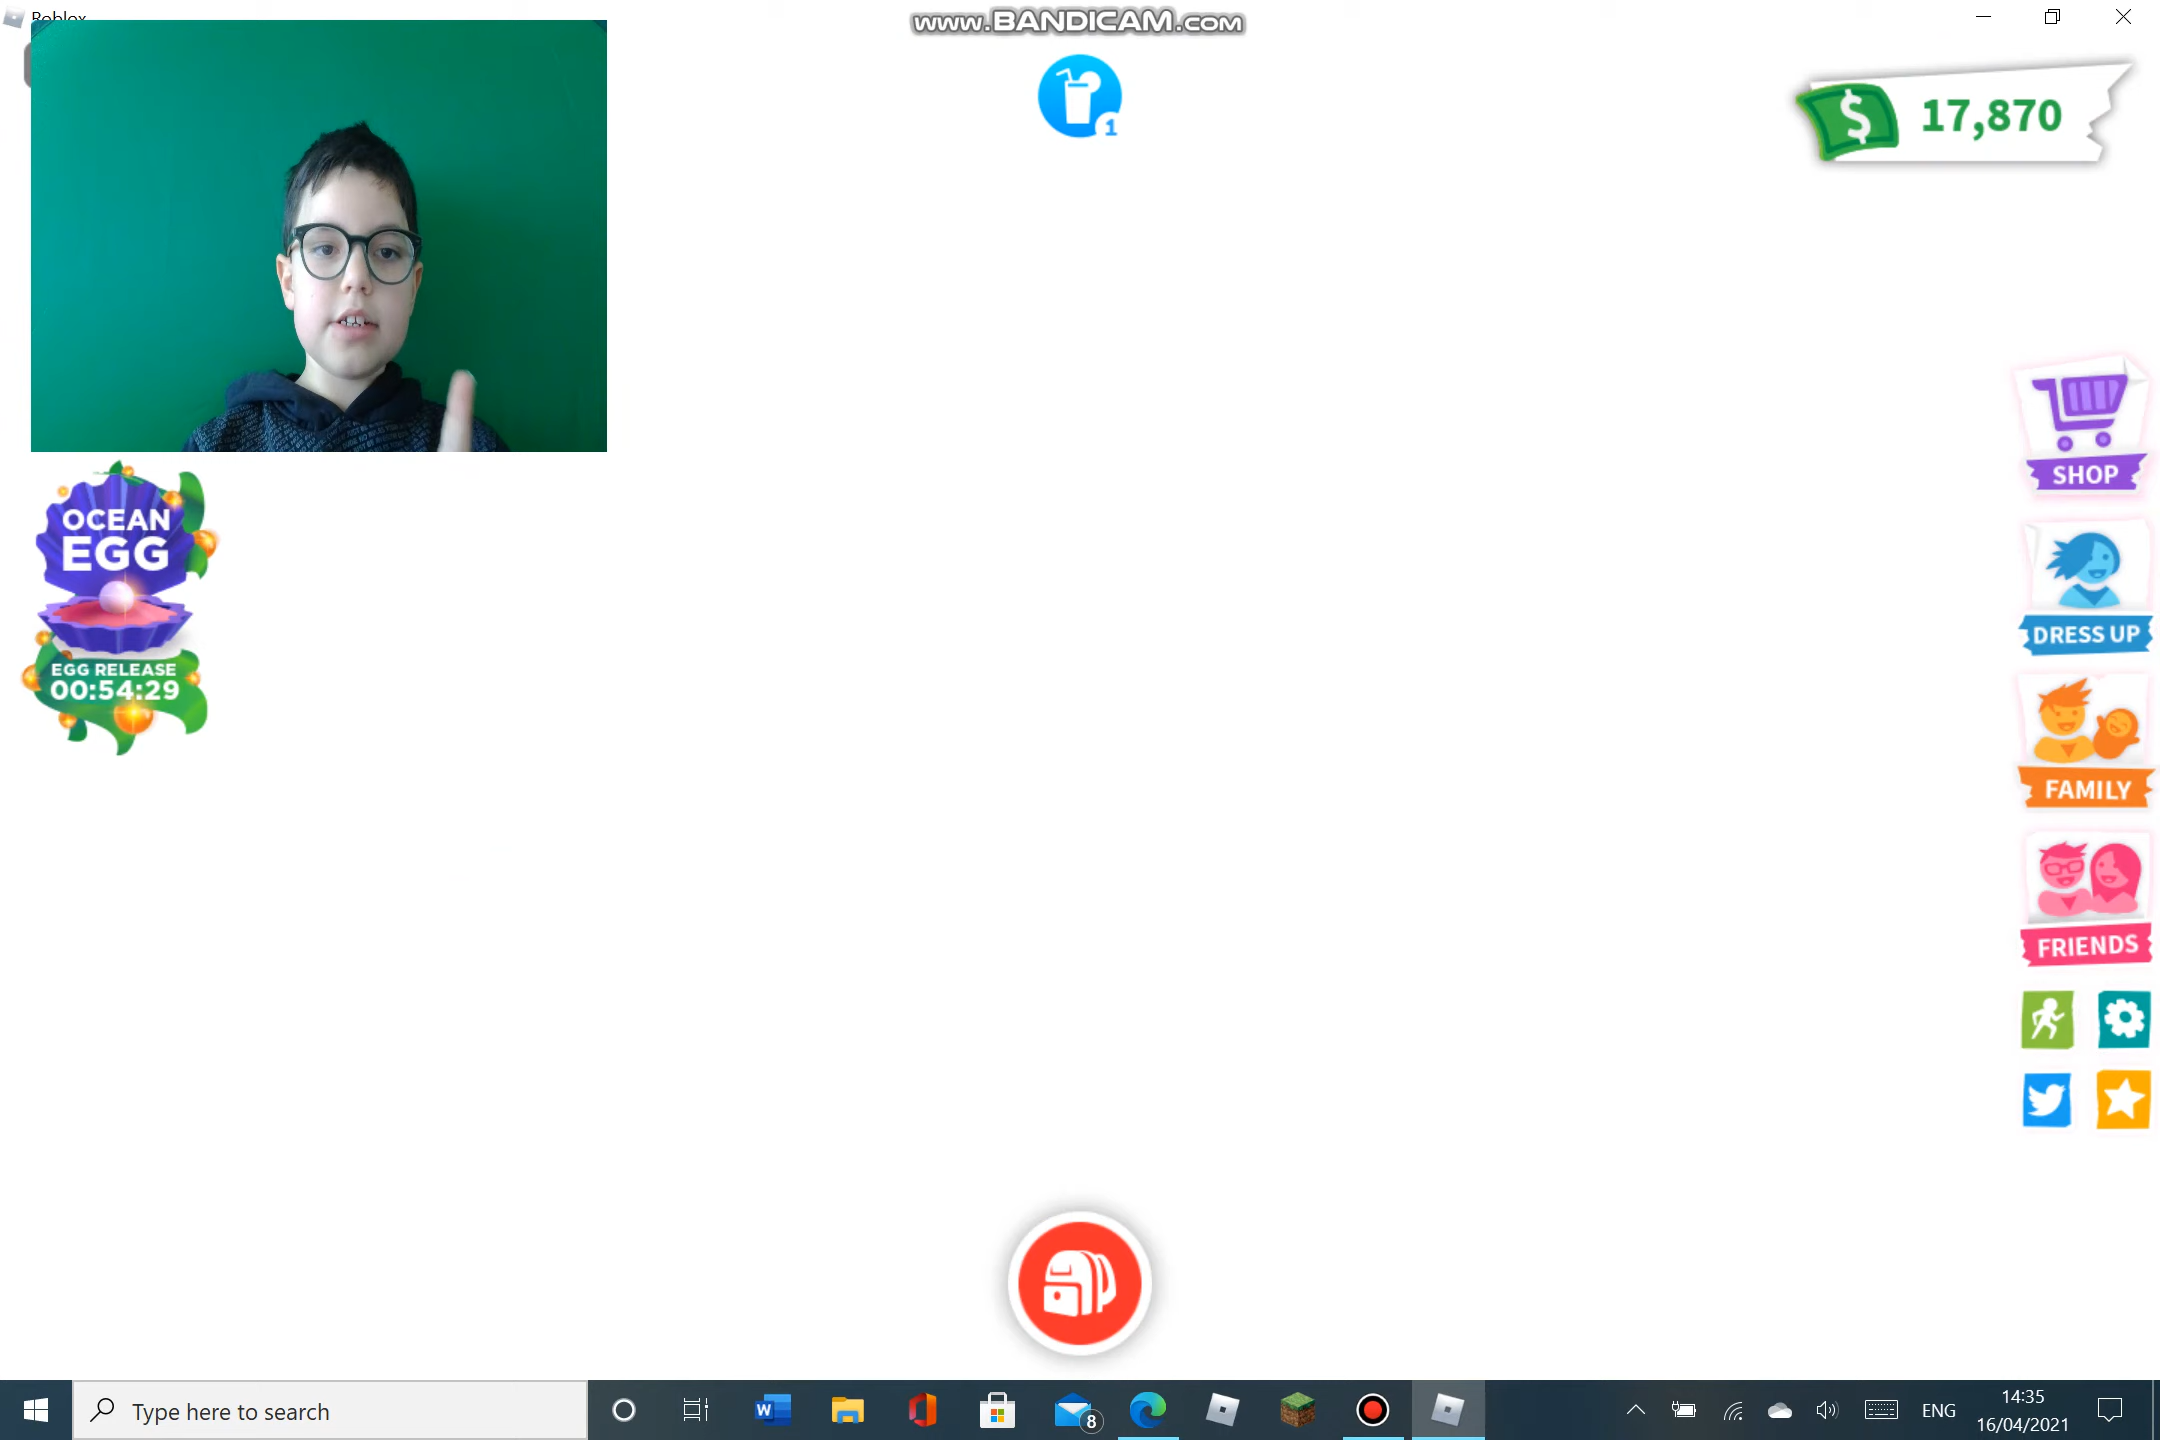 Roblox
www.BANDICAM.com
1
17,870
SHOP
OCEAN
EGG
DRESS UP
EGG RELEASE
00:54:29
FAMILY
FRIENDS
Type here to search
8
ENG
14:35
16/04/2021